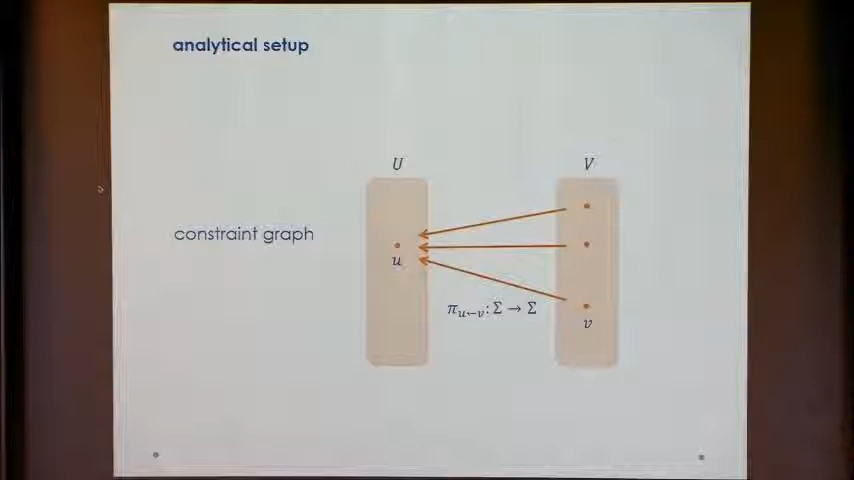 analytical setup
U V
constraint graph
u
π_{u←v}: Σ → Σ
v